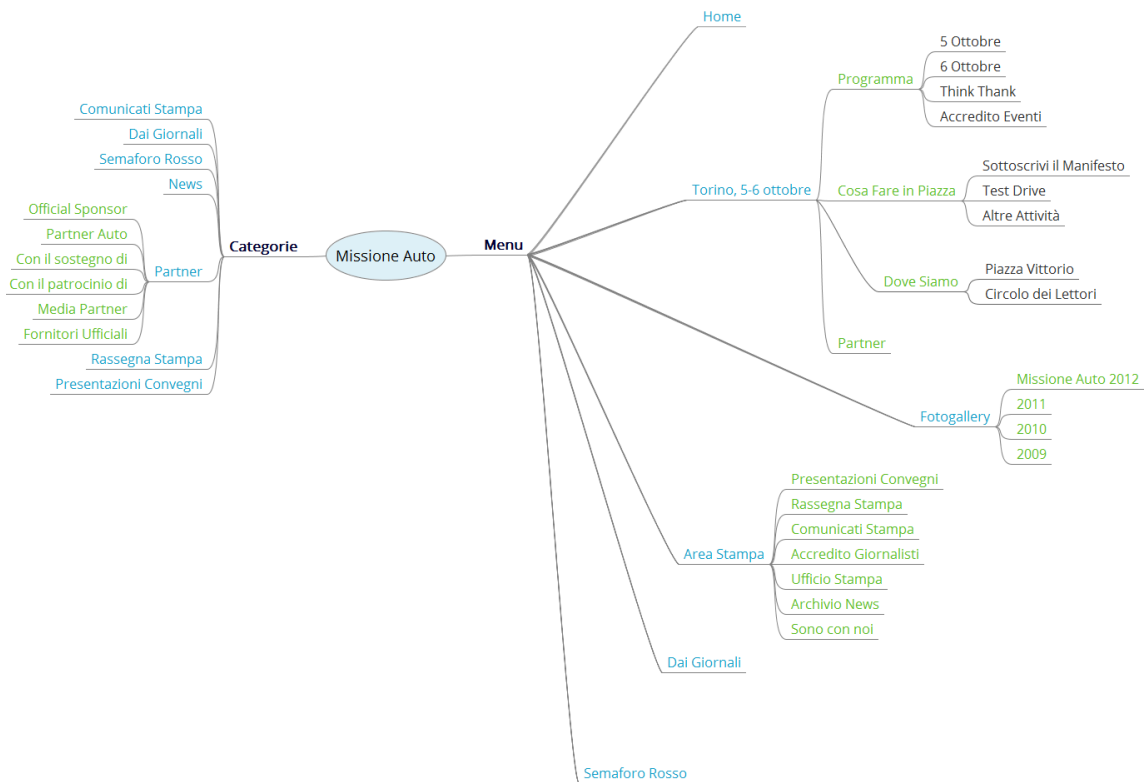 Missione Auto
Categorie
Comunicati Stampa
Dai Giornali
Semaforo Rosso
News
Partner
Official Sponsor
Partner Auto
Con il sostegno di
Con il patrocinio di
Media Partner
Fornitori Ufficiali
Rassegna Stampa
Presentazioni Convegni
Menu
Home
Torino, 5-6 ottobre
Programma
5 Ottobre
6 Ottobre
Think Thank
Accredito Eventi
Cosa Fare in Piazza
Sottoscrivi il Manifesto
Test Drive
Altre Attività
Dove Siamo
Piazza Vittorio
Circolo dei Lettori
Partner
Fotogallery
Missione Auto 2012
2011
2010
2009
Area Stampa
Presentazioni Convegni
Rassegna Stampa
Comunicati Stampa
Accredito Giornalisti
Ufficio Stampa
Archivio News
Sono con noi
Dai Giornali
Semaforo Rosso